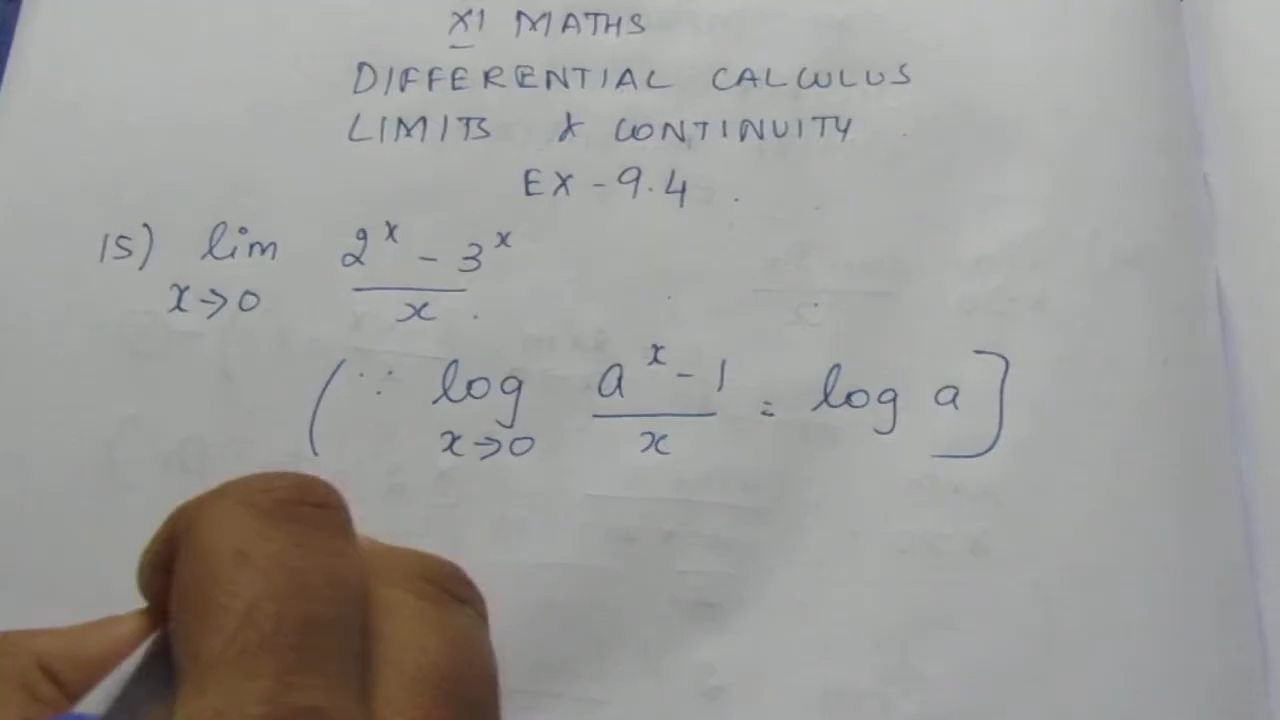 XI MATHS
DIFFERENTIAL CALCULUS
LIMITS & CONTINUITY
EX - 9.4
15) lim x→0 (2^x - 3^x)/x
(∵ log x→0 (a^x - 1)/x = log a]